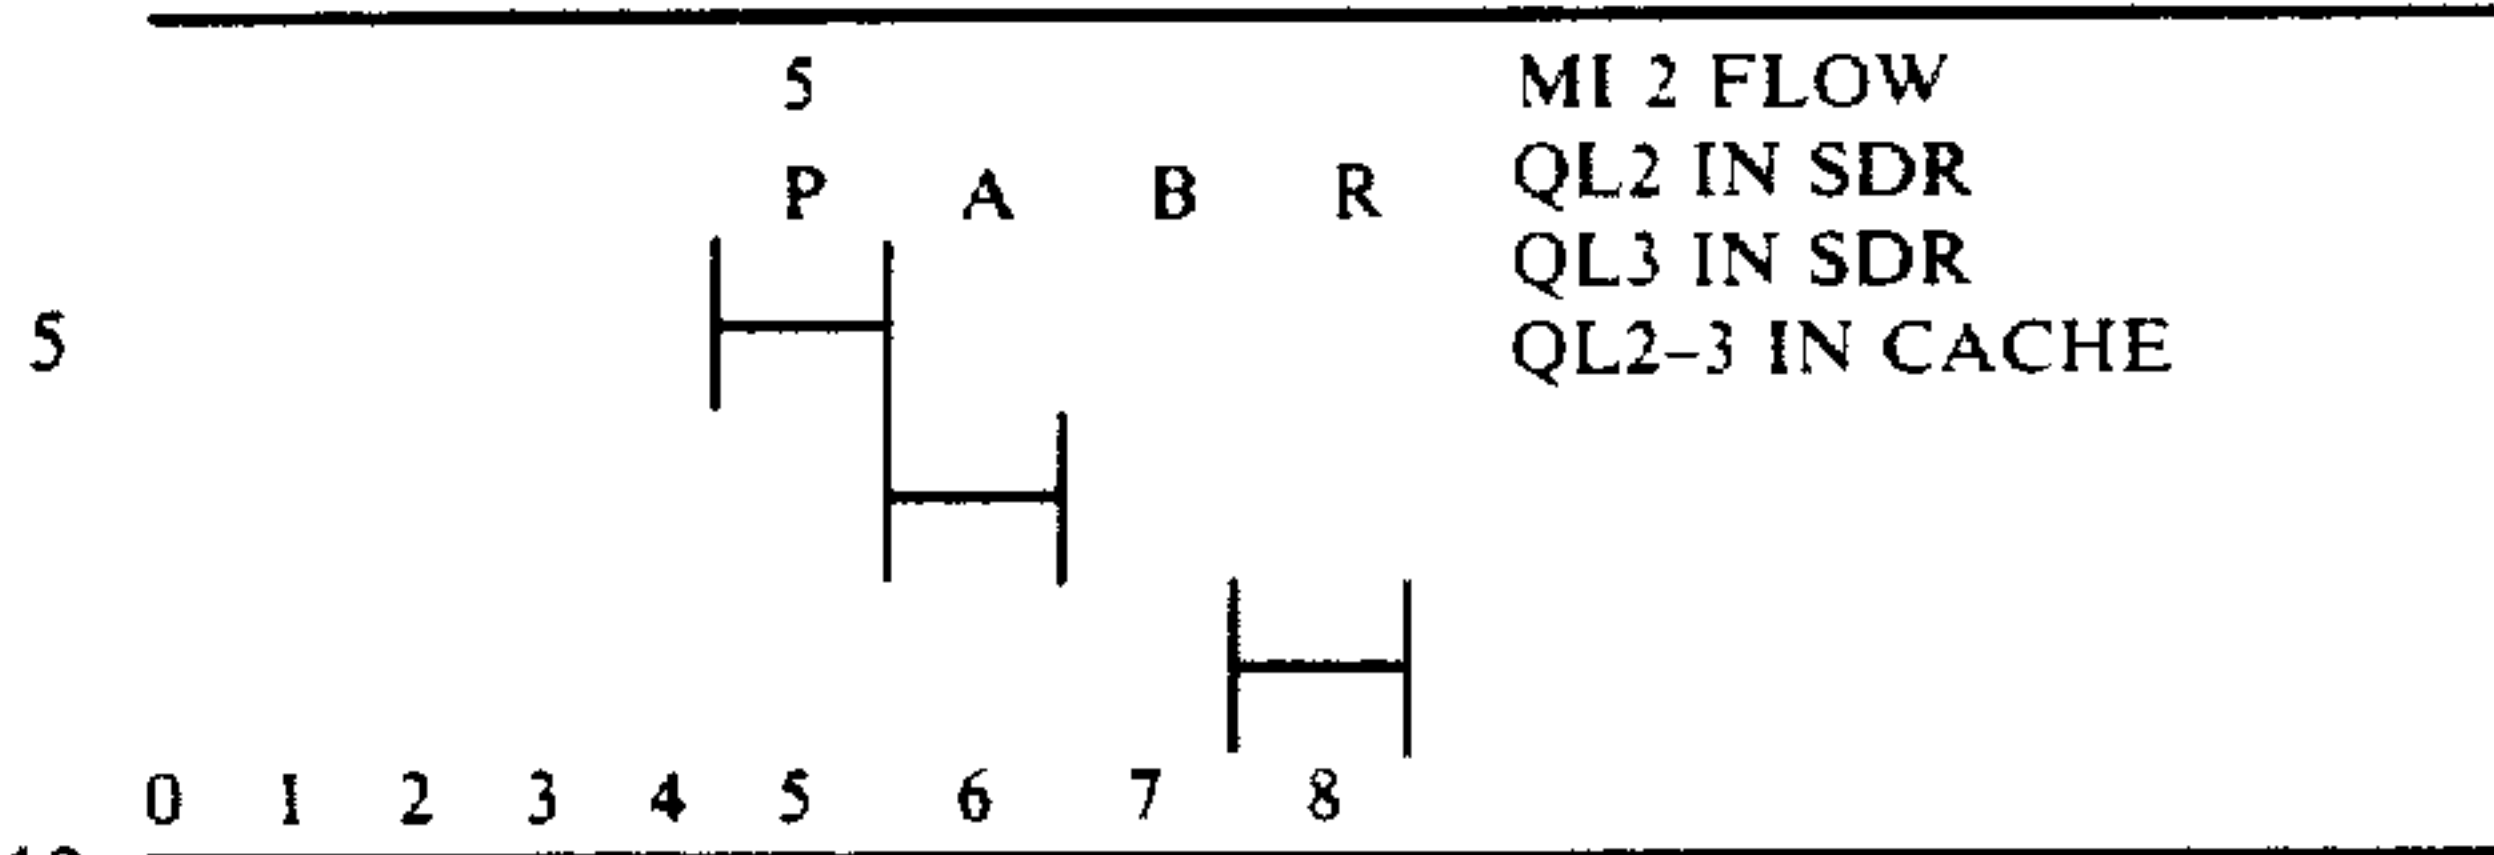 5 MI 2 FLOW
P A B R QL2 IN SDR
QL3 IN SDR
5 QL2–3 IN CACHE
0 1 2 3 4 5 6 7 8